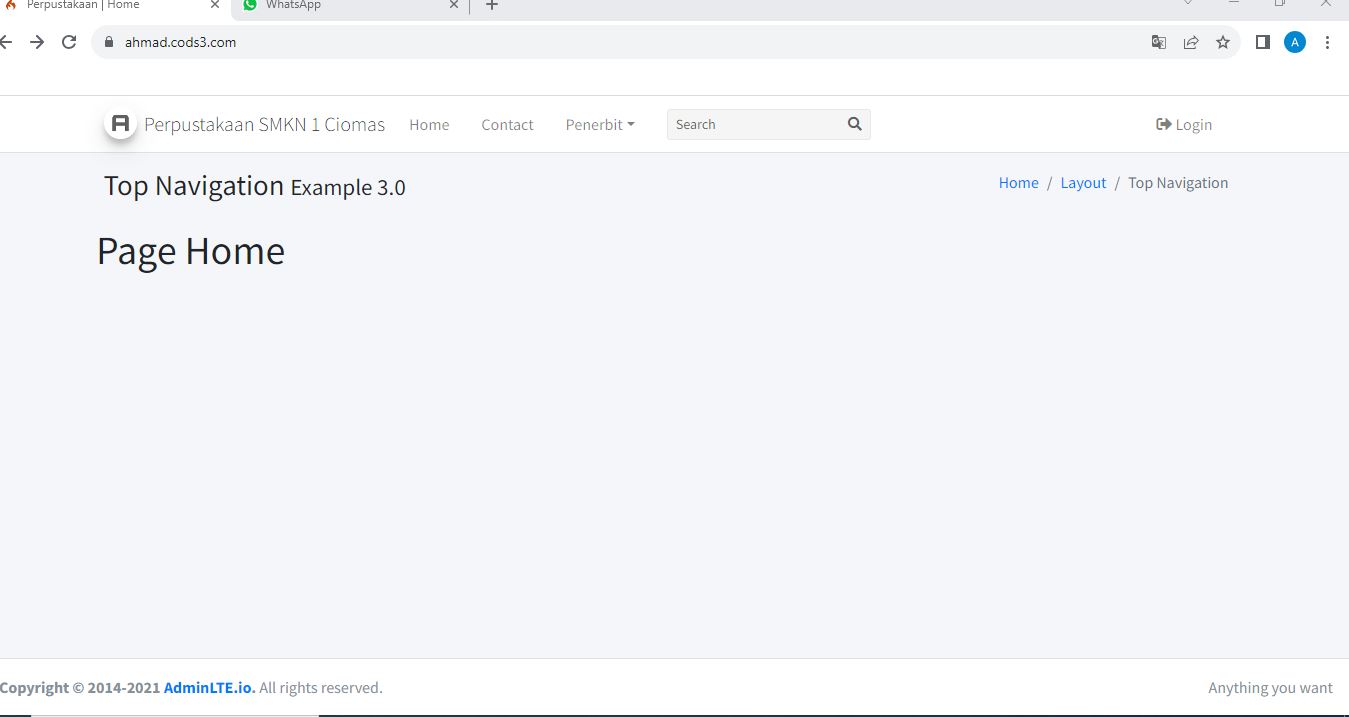 Perpustakaan | Home
WhatsApp
ahmad.cods3.com
A
Perpustakaan SMKN 1 Ciomas
Home
Contact
Penerbit
Search
Login
Top Navigation Example 3.0
Home / Layout / Top Navigation
Page Home
Copyright © 2014-2021 AdminLTE.io. All rights reserved.
Anything you want